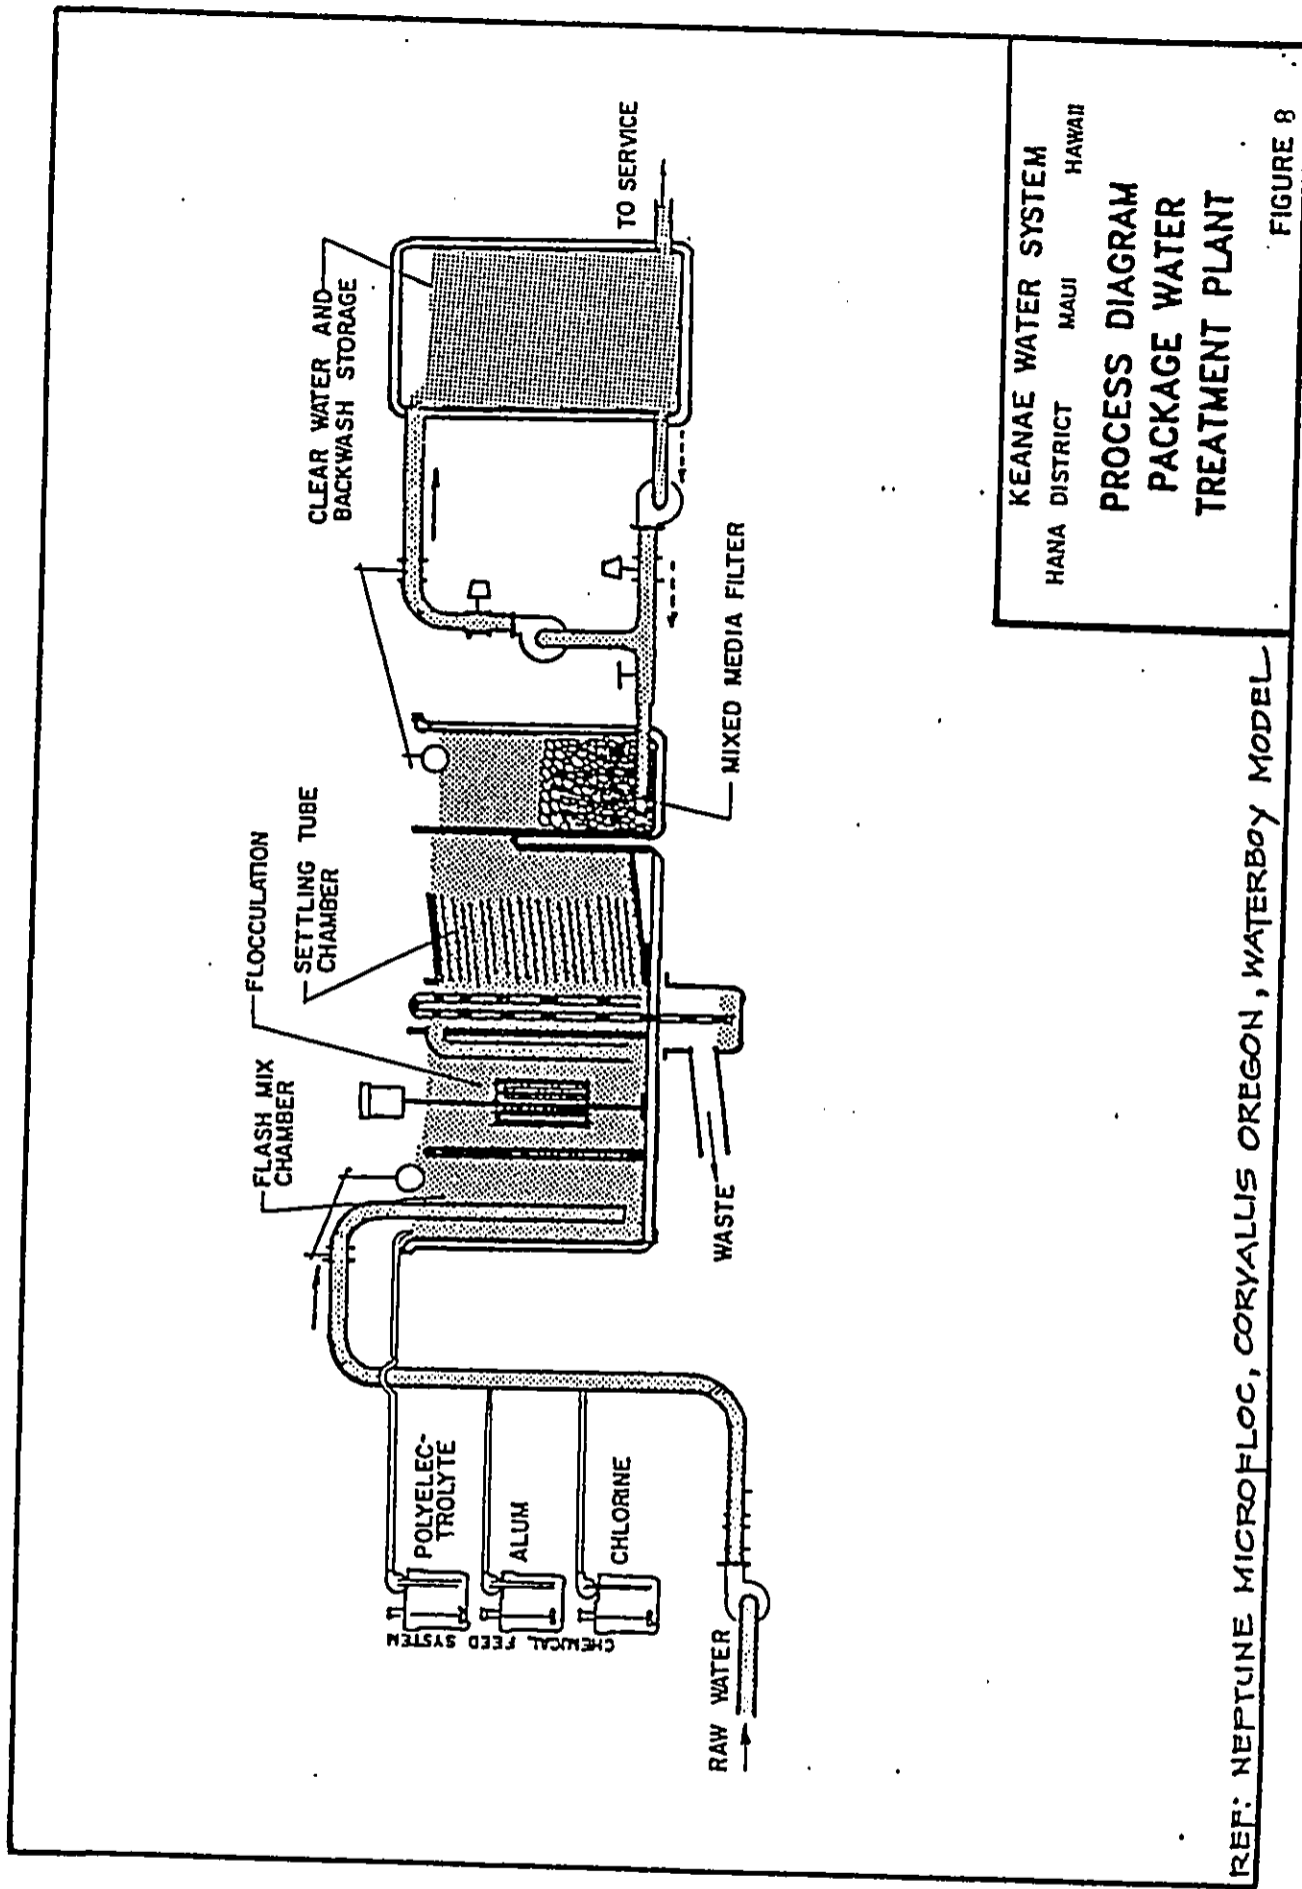 CLEAR WATER AND
BACKWASH STORAGE
TO SERVICE
FLOCCULATION
SETTLING TUBE
CHAMBER
FLASH MIX
CHAMBER
MIXED MEDIA FILTER
WASTE
POLYELEC-
TROLYTE
ALUM
CHLORINE
CHEMICAL FEED SYSTEM
RAW WATER
KEANAE WATER SYSTEM
HANA DISTRICT MAUI HAWAII
PROCESS DIAGRAM
PACKAGE WATER
TREATMENT PLANT
FIGURE 8
REF: NEPTUNE MICROFLOC, CORVALLIS OREGON, WATERBOY MODEL